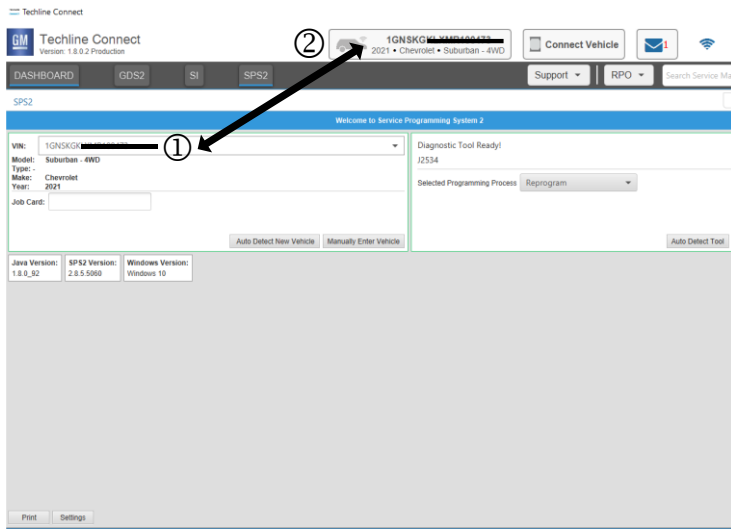 Techline Connect
GM
Techline Connect
Version: 1.8.0.2 Production
②
2021 • Chevrolet • Suburban - 4WD
Connect Vehicle
1
DASHBOARD
GDS2
SI
SPS2
Support
RPO
Search Service Ma
SPS2
Welcome to Service Programming System 2
VIN:
1GNSKGK
①
Model: Suburban - 4WD
Type: -
Make: Chevrolet
Year: 2021
Job Card:
Auto Detect New Vehicle
Manually Enter Vehicle
Diagnostic Tool Ready!
J2534
Selected Programming Process
Reprogram
Auto Detect Tool
Java Version:
1.8.0_92
SPS2 Version:
2.8.5.5060
Windows Version:
Windows 10
Print
Settings